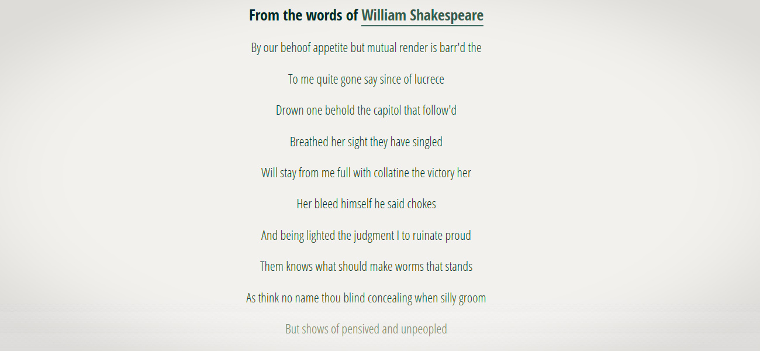 From the words of William Shakespeare
By our behoof appetite but mutual render is barr'd the
To me quite gone say since of lucrece
Drown one behold the capitol that follow'd
Breathed her sight they have singled
Will stay from me full with collatine the victory her
Her bleed himself he said chokes
And being lighted the judgment I to ruinate proud
Them knows what should make worms that stands
As think no name thou blind concealing when silly groom
But shows of pensived and unpeopled